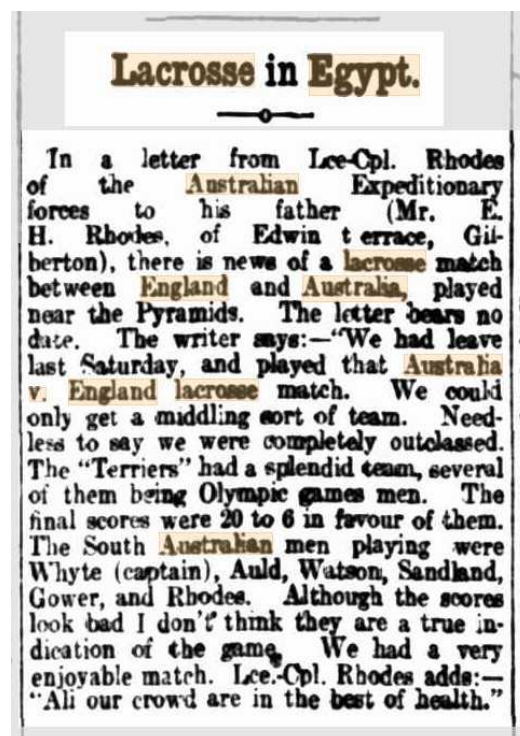 Lacrosse in Egypt.
In a letter from Lce-Cpl. Rhodes
of the Australian Expeditionary
forces to his father (Mr. E.
H. Rhodes, of Edwin t errace, Gil-
berton), there is news of a lacrosse match
between England and Australia, played
near the Pyramids. The letter bears no
date. The writer says:—"We had leave
last Saturday, and played that Australia
v. England lacrosse match. We could
only get a middling sort of team. Need-
less to say we were completely outclassed.
The "Terriers" had a splendid team, several
of them being Olympic games men. The
final scores were 20 to 6 in favour of them.
The South Australian men playing were
Whyte (captain), Auld, Watson, Sandland,
Gower, and Rhodes. Although the scores
look bad I don't think they are a true in-
dication of the game. We had a very
enjoyable match. Lce.-Cpl. Rhodes adds:—
"All our crowd are in the best of health."